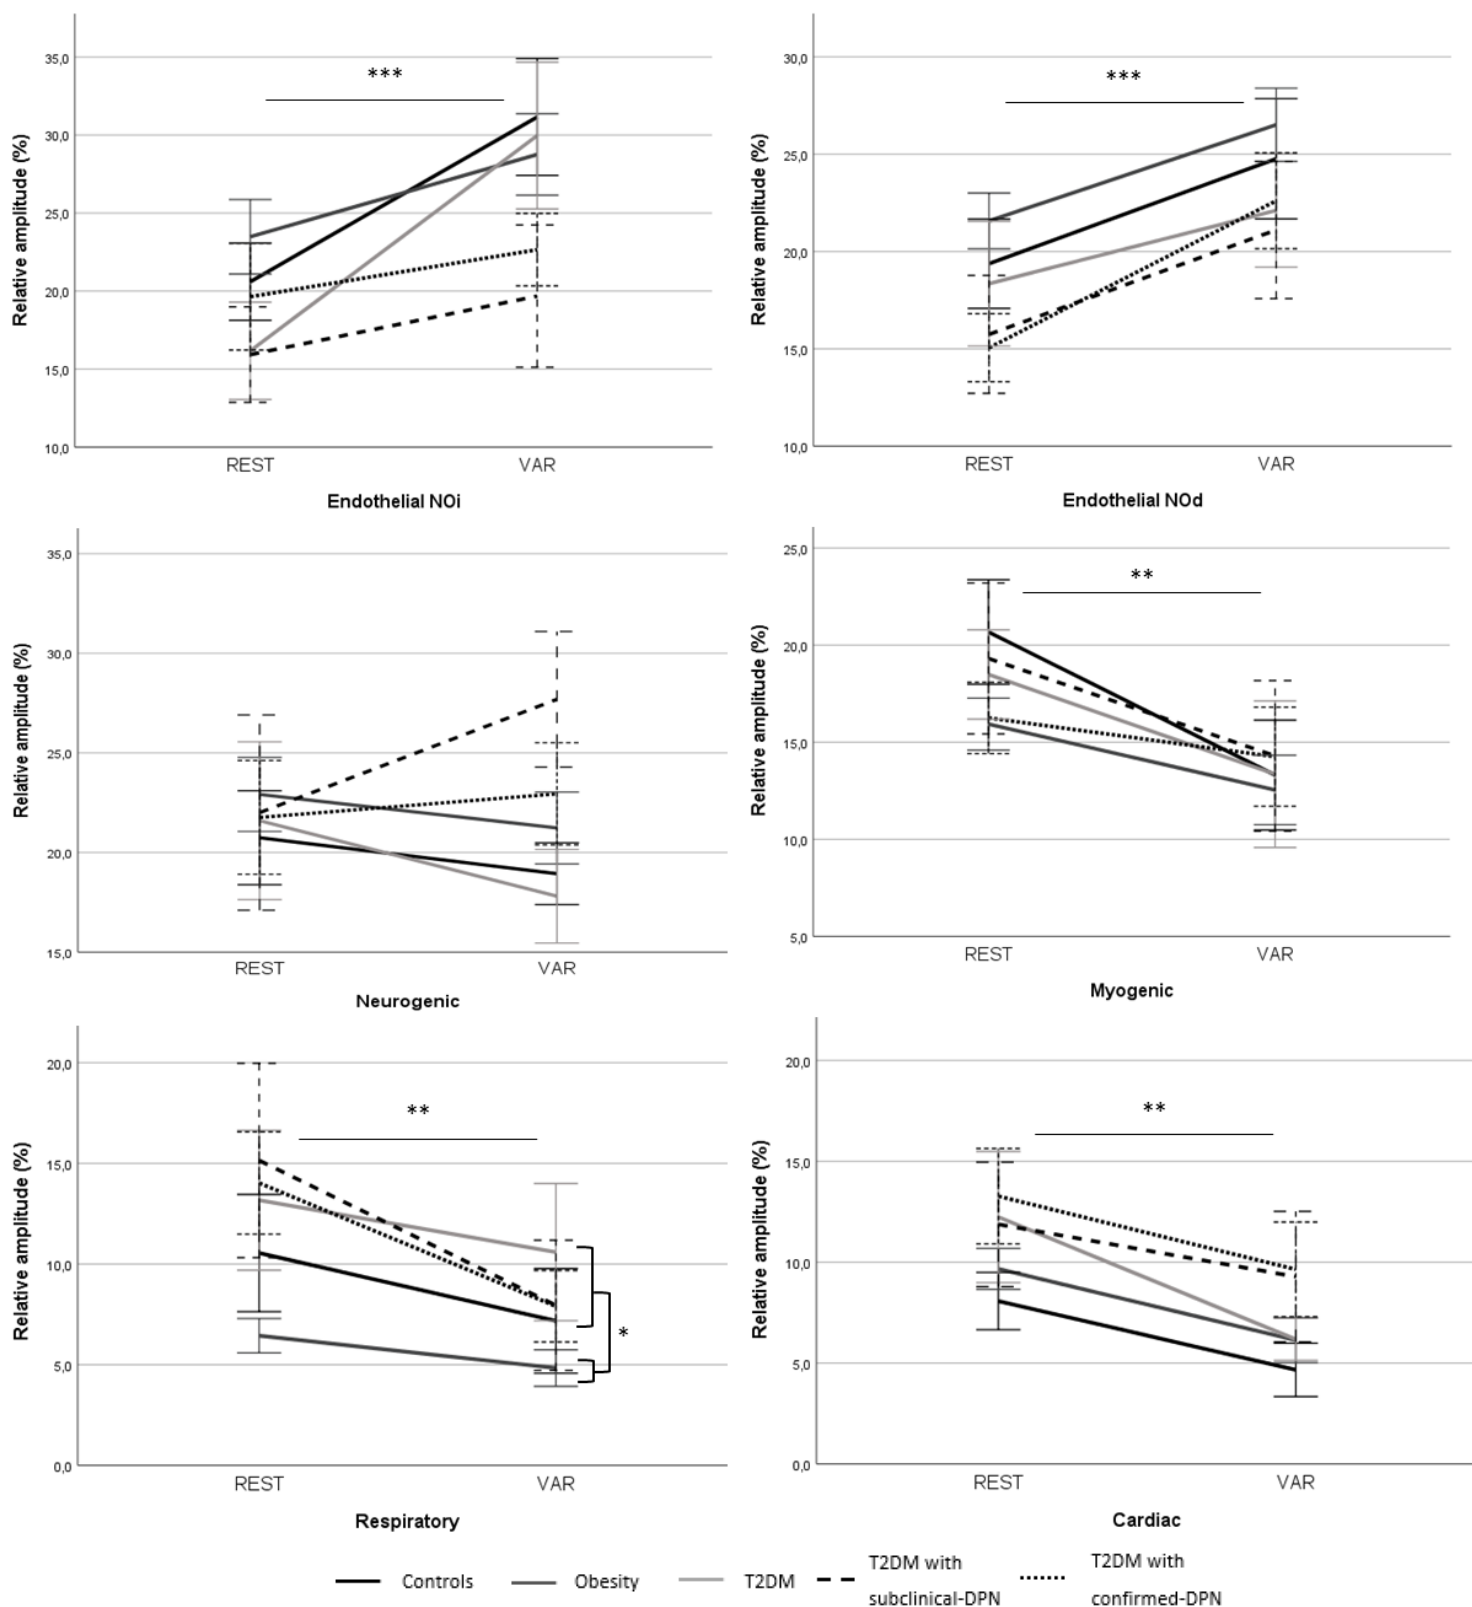 35,0
30,0
25,0
20,0
15,0
10,0
Relative amplitude (%)
***
REST
VAR
Endothelial NOi
30,0
25,0
20,0
15,0
10,0
Relative amplitude (%)
***
REST
VAR
Endothelial NOd
35,0
30,0
25,0
20,0
15,0
Relative amplitude (%)
REST
VAR
Neurogenic
25,0
20,0
15,0
10,0
5,0
Relative amplitude (%)
**
REST
VAR
Myogenic
20,0
15,0
10,0
5,0
0,0
Relative amplitude (%)
**
*
REST
VAR
Respiratory
20,0
15,0
10,0
5,0
0,0
Relative amplitude (%)
**
REST
VAR
Cardiac
Controls
Obesity
T2DM
T2DM with
subclinical-DPN
T2DM with
confirmed-DPN